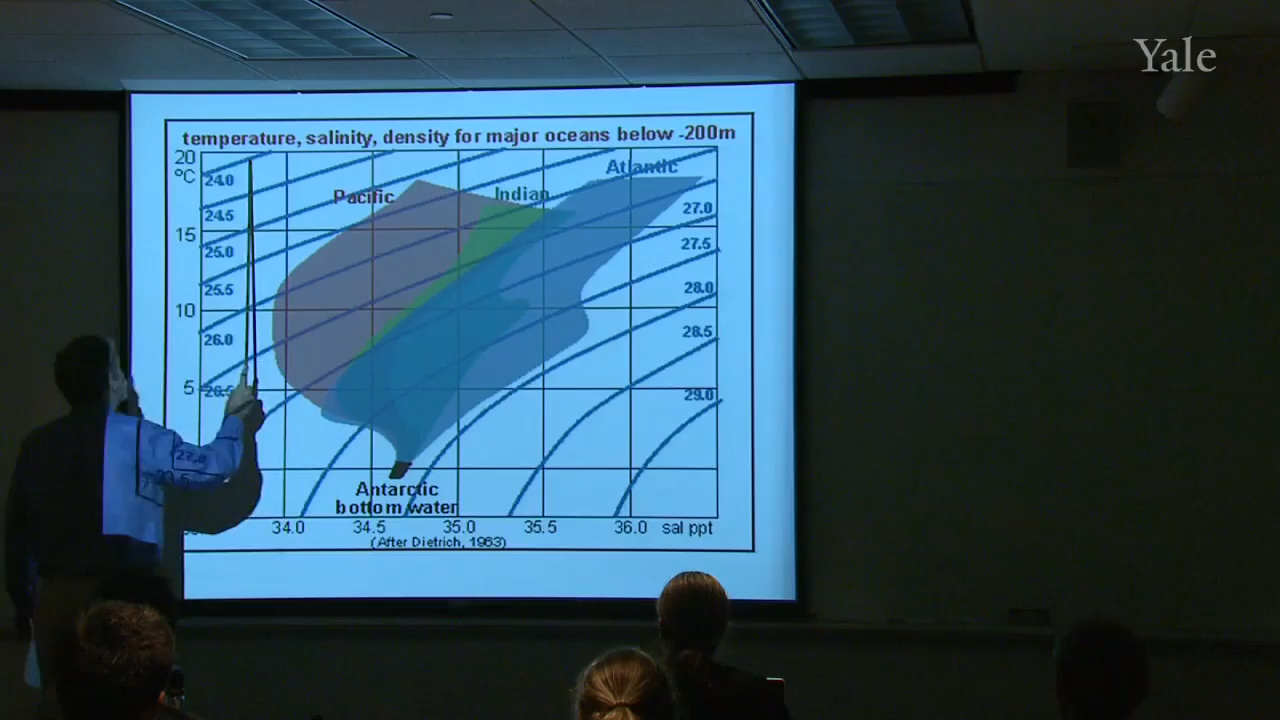 Yale
temperature, salinity, density for major oceans below -200m
20
°C
15
10
5
24.0
24.5
25.0
25.5
26.0
26.5
Pacific
Indian
Atlantic
27.0
27.5
28.0
28.5
29.0
Antarctic
bottom water
34.0 34.5 35.0 35.5 36.0 sal ppt
(After Dietrich, 1963)